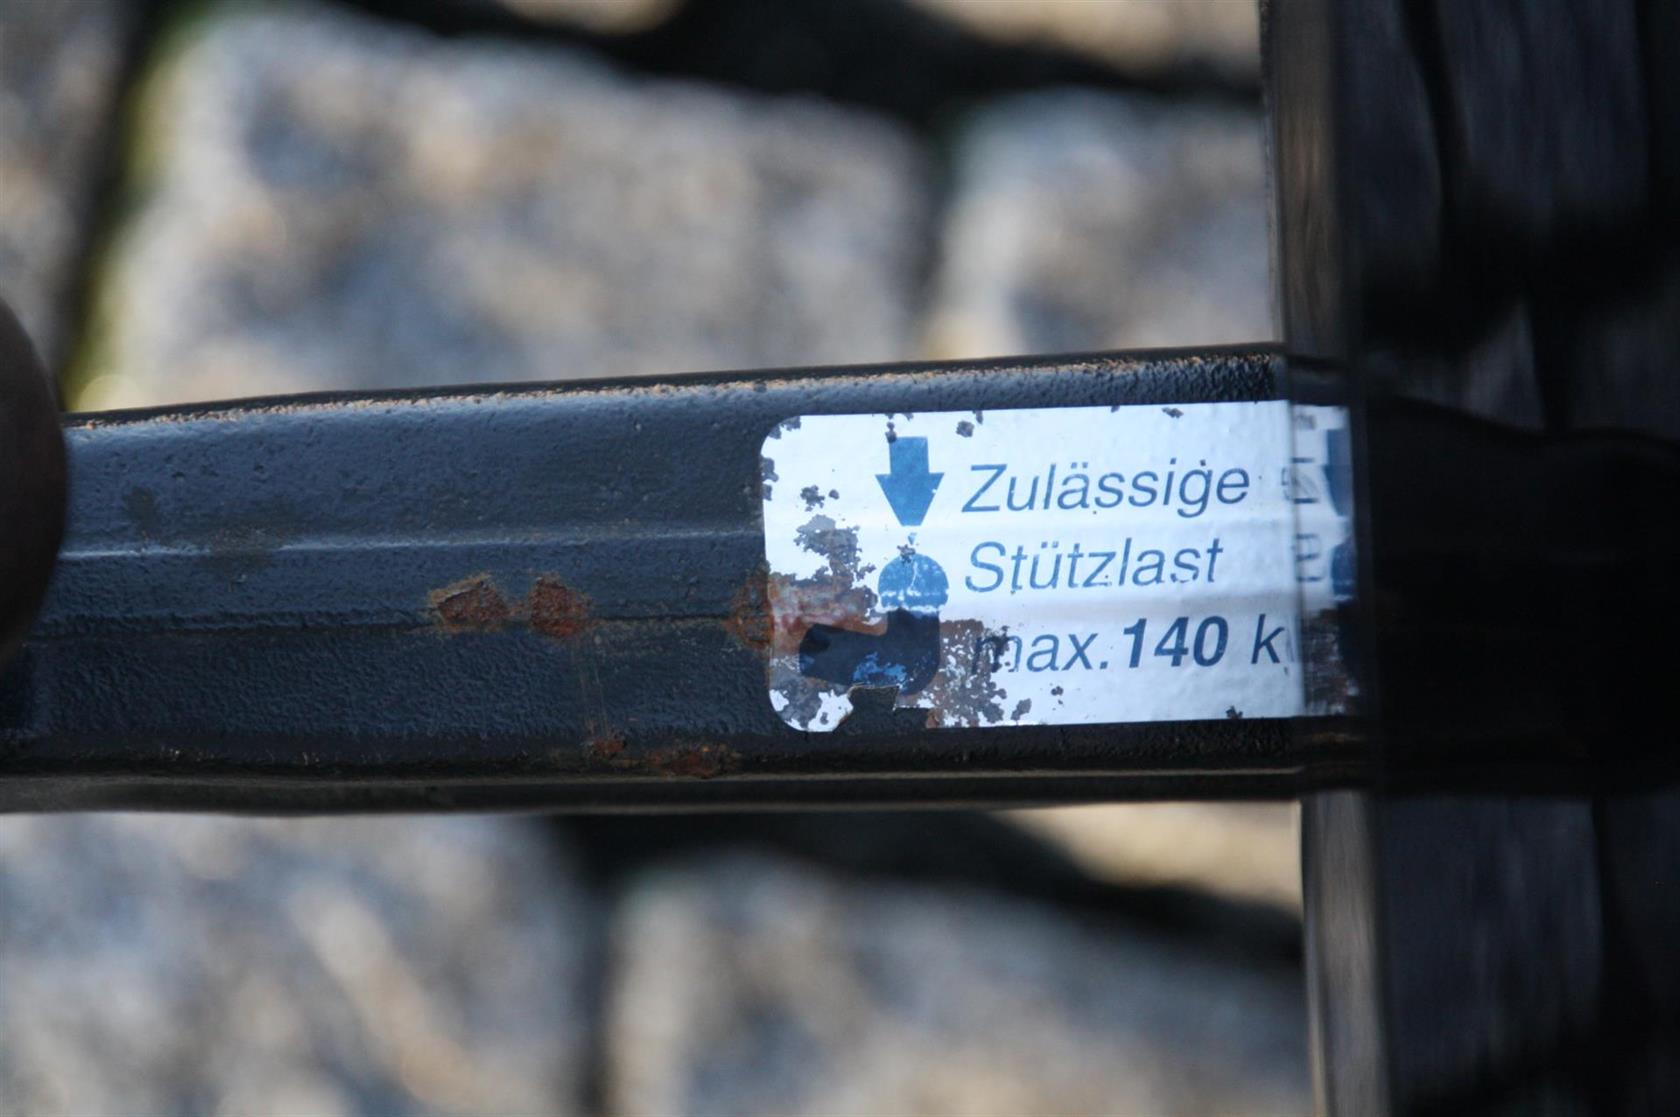 Zulässige
Stützlast
max. 140 k